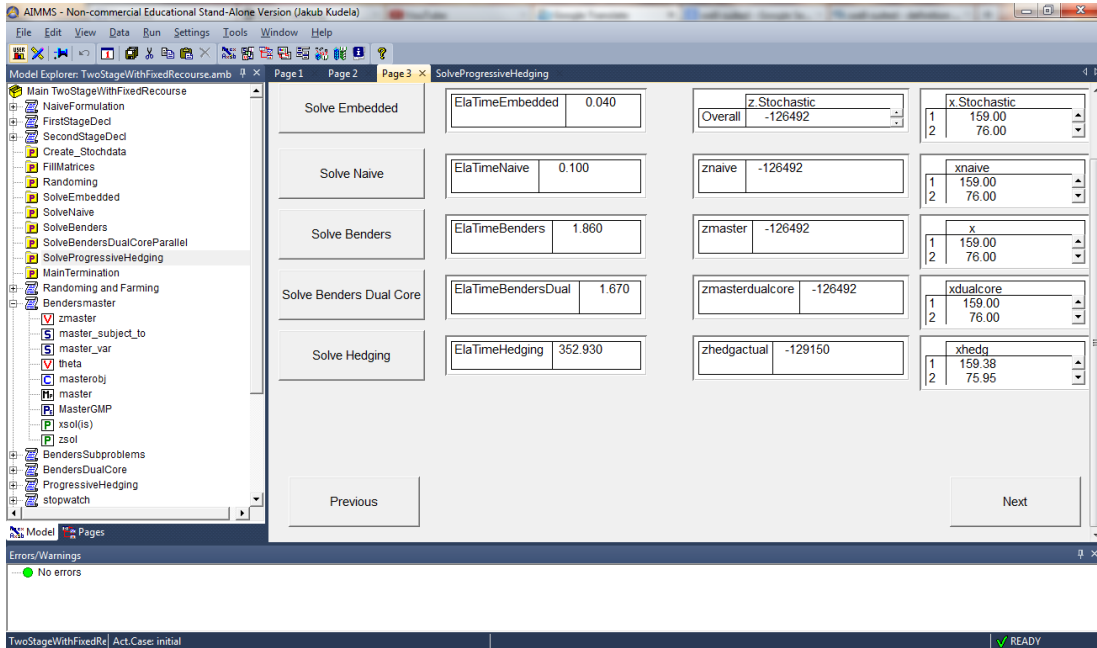 AIMMS - Non-commercial Educational Stand-Alone Version (Jakub Kudela)
File Edit View Data Run Settings Tools Window Help
Model Explorer: TwoStageWithFixedRecourse.amb
Main TwoStageWithFixedRecourse
NaiveFormulation
FirstStageDecl
SecondStageDecl
Create_Stochdata
FillMatrices
Randoming
SolveEmbedded
SolveNaive
SolveBenders
SolveBendersDualCoreParallel
SolveProgressiveHedging
MainTermination
Randoming and Farming
Bendersmaster
zmaster
master_subject_to
master_var
theta
masterobj
master
MasterGMP
xsol(is)
zsol
BendersSubproblems
BendersDualCore
ProgressiveHedging
stopwatch
Model Pages
Page 1 Page 2 Page 3 SolveProgressiveHedging
Solve Embedded
ElaTimeEmbedded 0.040
z.Stochastic
Overall -126492
x.Stochastic
1 159.00
2 76.00
Solve Naive
ElaTimeNaive 0.100
znaive -126492
xnaive
1 159.00
2 76.00
Solve Benders
ElaTimeBenders 1.860
zmaster -126492
x
1 159.00
2 76.00
Solve Benders Dual Core
ElaTimeBendersDual 1.670
zmasterdualcore -126492
xdualcore
1 159.00
2 76.00
Solve Hedging
ElaTimeHedging 352.930
zhedgactual -129150
xhedg
1 159.38
2 75.95
Previous
Next
Errors/Warnings
No errors
TwoStageWithFixedRe Act.Case: initial
READY